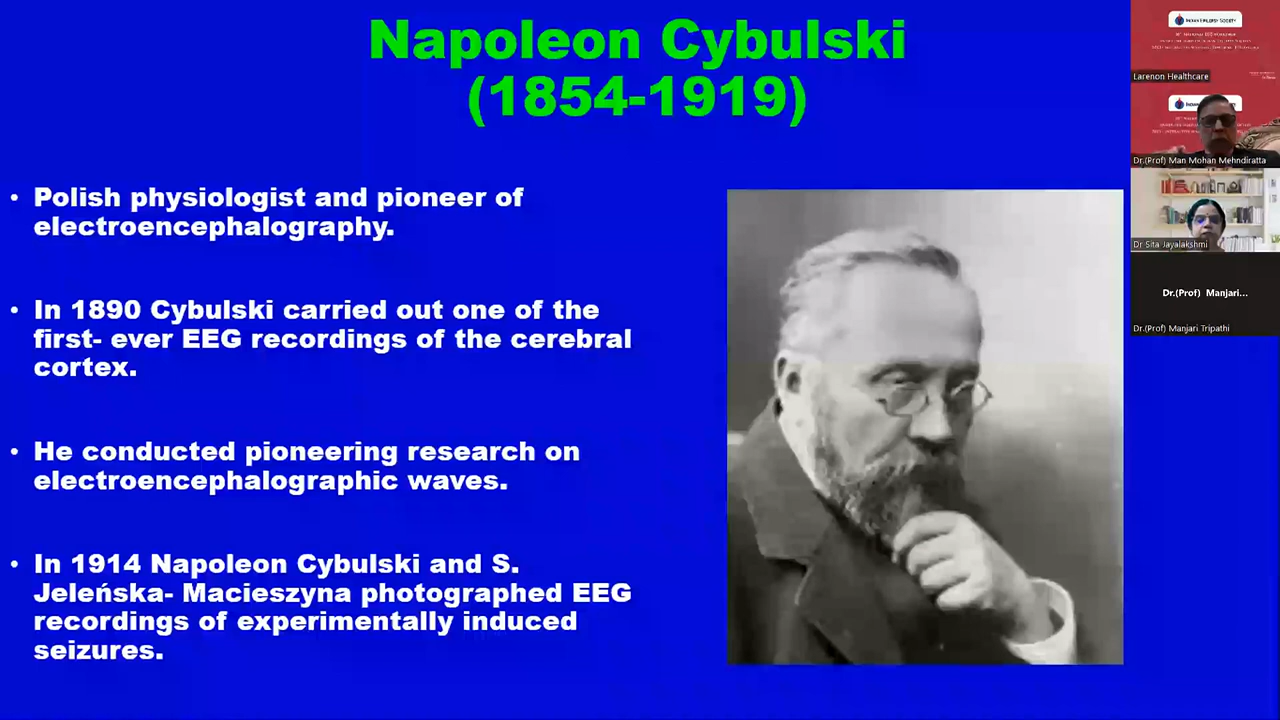 Napoleon Cybulski
(1854-1919)
• Polish physiologist and pioneer of
electroencephalography.
• In 1890 Cybulski carried out one of the
first- ever EEG recordings of the cerebral
cortex.
• He conducted pioneering research on
electroencephalographic waves.
• In 1914 Napoleon Cybulski and S.
Jeleńska- Macieszyna photographed EEG
recordings of experimentally induced
seizures.
INDIAN EPILEPSY SOCIETY
Larenon Healthcare
Dr.(Prof) Man Mohan Mehndiratta
Dr Sita Jayalakshmi
Dr.(Prof) Manjari...
Dr.(Prof) Manjari Tripathi